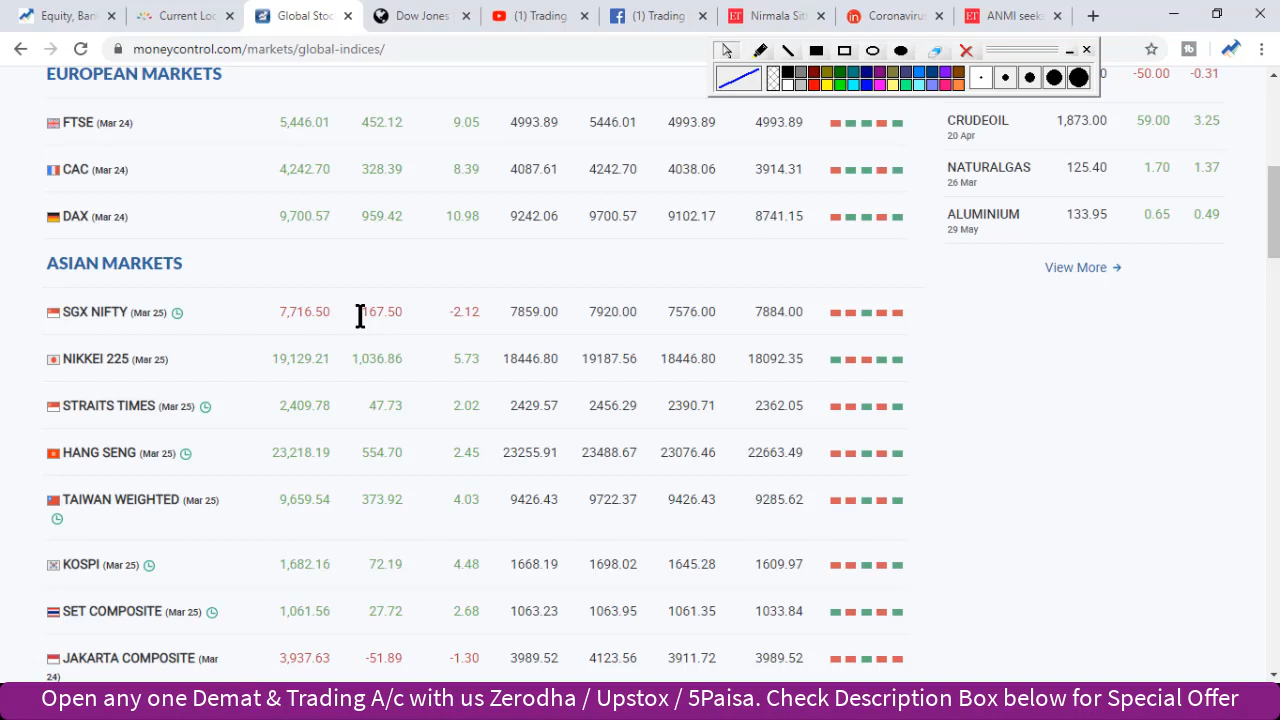 Equity, Bank
Current Loc
Global Stoc
Dow Jones
(1) Trading
(1) Trading
Nirmala Sit
Coronavirus
ANMI seeks
moneycontrol.com/markets/global-indices/
EUROPEAN MARKETS
-50.00 -0.31
FTSE (Mar 24) 5,446.01 452.12 9.05 4993.89 5446.01 4993.89 4993.89
CRUDEOIL 1,873.00 59.00 3.25
20 Apr
CAC (Mar 24) 4,242.70 328.39 8.39 4087.61 4242.70 4038.06 3914.31
NATURALGAS 125.40 1.70 1.37
26 Mar
DAX (Mar 24) 9,700.57 959.42 10.98 9242.06 9700.57 9102.17 8741.15
ALUMINIUM 133.95 0.65 0.49
29 May
ASIAN MARKETS
View More
SGX NIFTY (Mar 25) 7,716.50 167.50 -2.12 7859.00 7920.00 7576.00 7884.00
NIKKEI 225 (Mar 25) 19,129.21 1,036.86 5.73 18446.80 19187.56 18446.80 18092.35
STRAITS TIMES (Mar 25) 2,409.78 47.73 2.02 2429.57 2456.29 2390.71 2362.05
HANG SENG (Mar 25) 23,218.19 554.70 2.45 23255.91 23488.67 23076.46 22663.49
TAIWAN WEIGHTED (Mar 25) 9,659.54 373.92 4.03 9426.43 9722.37 9426.43 9285.62
KOSPI (Mar 25) 1,682.16 72.19 4.48 1668.19 1698.02 1645.28 1609.97
SET COMPOSITE (Mar 25) 1,061.56 27.72 2.68 1063.23 1063.95 1061.35 1033.84
JAKARTA COMPOSITE (Mar 3,937.63 -51.89 -1.30 3989.52 4123.56 3911.72 3989.52
24)
Open any one Demat & Trading A/c with us Zerodha / Upstox / 5Paisa. Check Description Box below for Special Offer